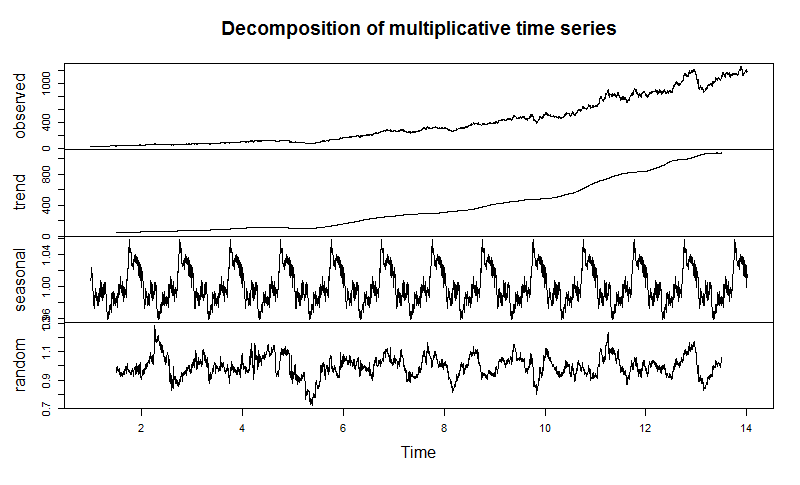 Decomposition of multiplicative time series
observed
1000
400
0
trend
800
400
0
seasonal
1.04
1.00
random
1.1
0.9
0.7
2 4 6 8 10 12 14
Time